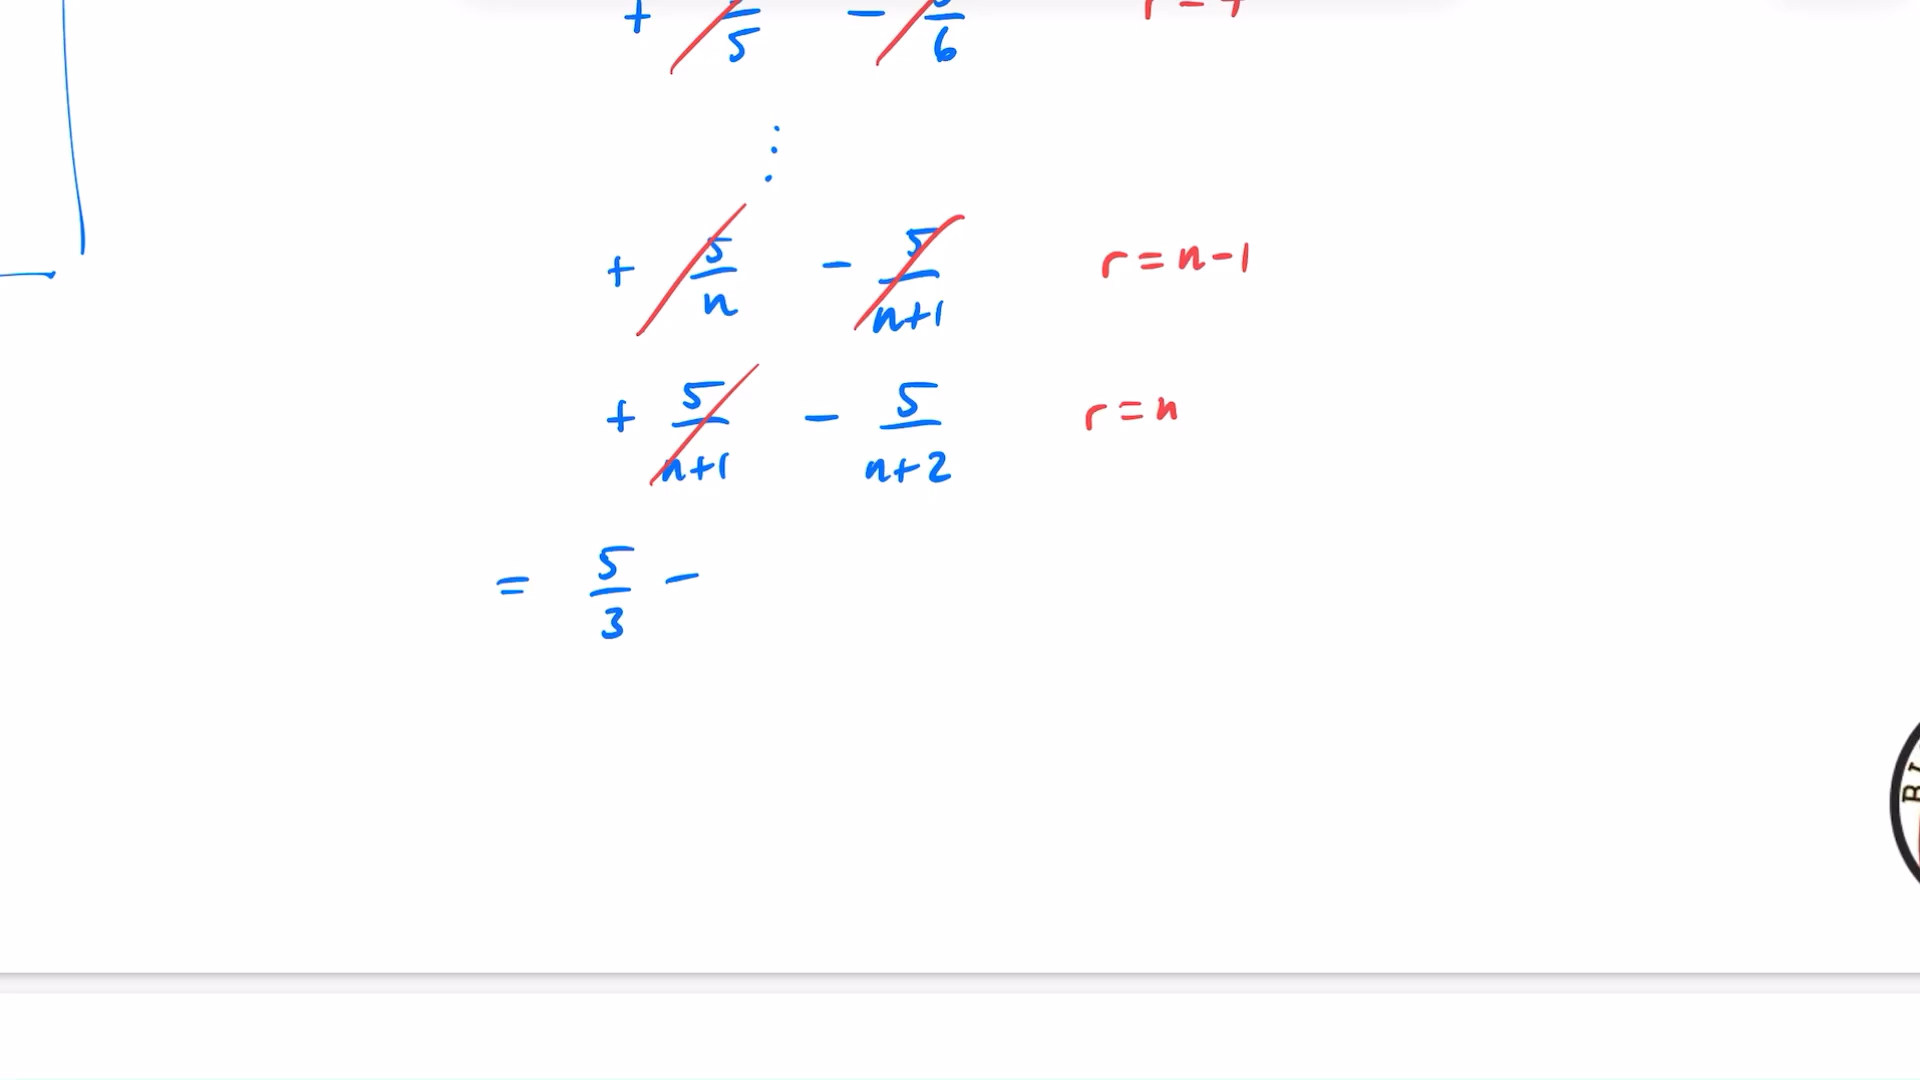 + 5/5 - 5/6
⋮
+ 5/n - 5/(n+1) r=n-1
+ 5/(n+1) - 5/(n+2) r=n
= 5/3 -